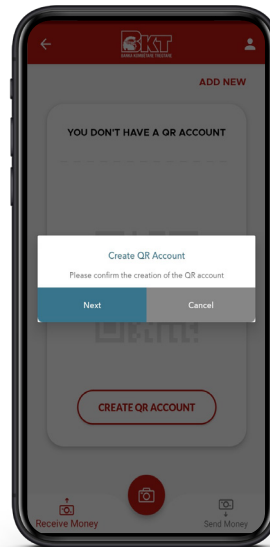 BKT
BANKA KOMBËTARE TREGTARE
ADD NEW
YOU DON'T HAVE A QR ACCOUNT
Create QR Account
Please confirm the creation of the QR account
Next
Cancel
CREATE QR ACCOUNT
Receive Money
Send Money